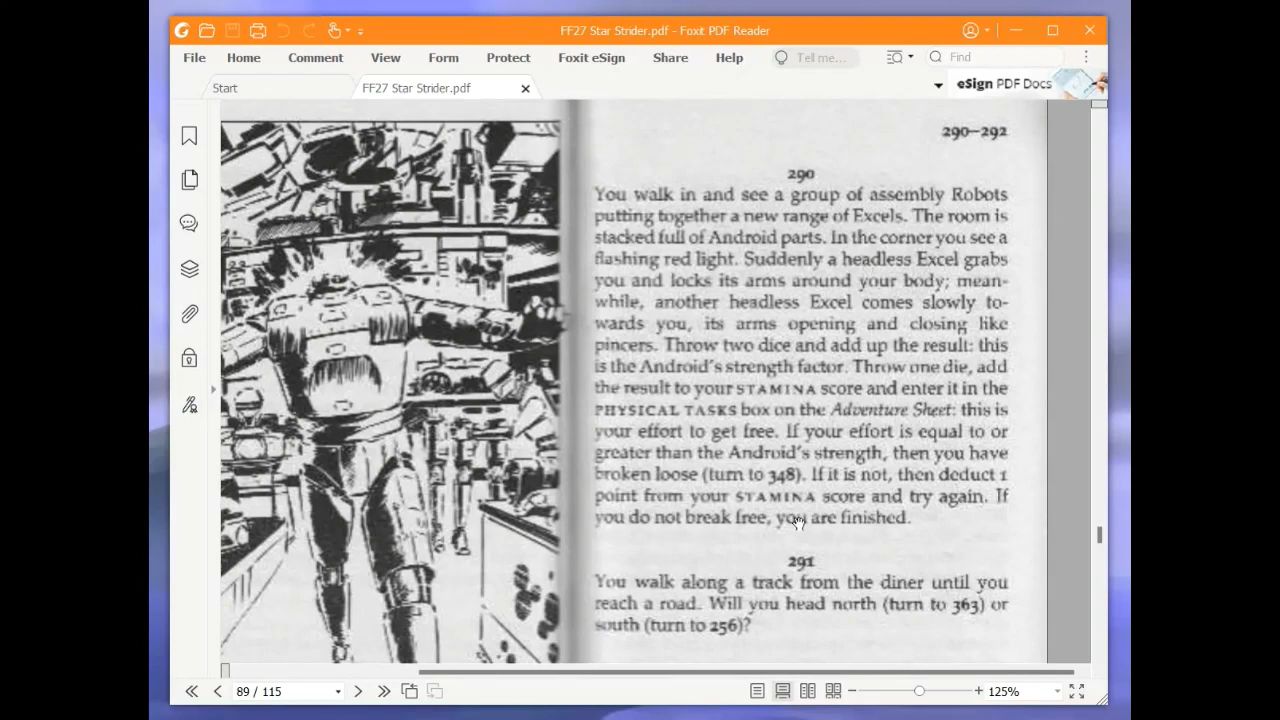 FF27 Star Strider.pdf - Foxit PDF Reader
File Home Comment View Form Protect Foxit eSign Share Help Tell me... Find
Start FF27 Star Strider.pdf eSign PDF Docs
290–292
290
You walk in and see a group of assembly Robots
putting together a new range of Excels. The room is
stacked full of Android parts. In the corner you see a
flashing red light. Suddenly a headless Excel grabs
you and locks its arms around your body; mean-
while, another headless Excel comes slowly to-
wards you, its arms opening and closing like
pincers. Throw two dice and add up the result: this
is the Android's strength factor. Throw one die, add
the result to your STAMINA score and enter it in the
PHYSICAL TASKS box on the Adventure Sheet: this is
your effort to get free. If your effort is equal to or
greater than the Android's strength, then you have
broken loose (turn to 348). If it is not, then deduct 1
point from your STAMINA score and try again. If
you do not break free, you are finished.
291
You walk along a track from the diner until you
reach a road. Will you head north (turn to 363) or
south (turn to 256)?
89 / 115 125%